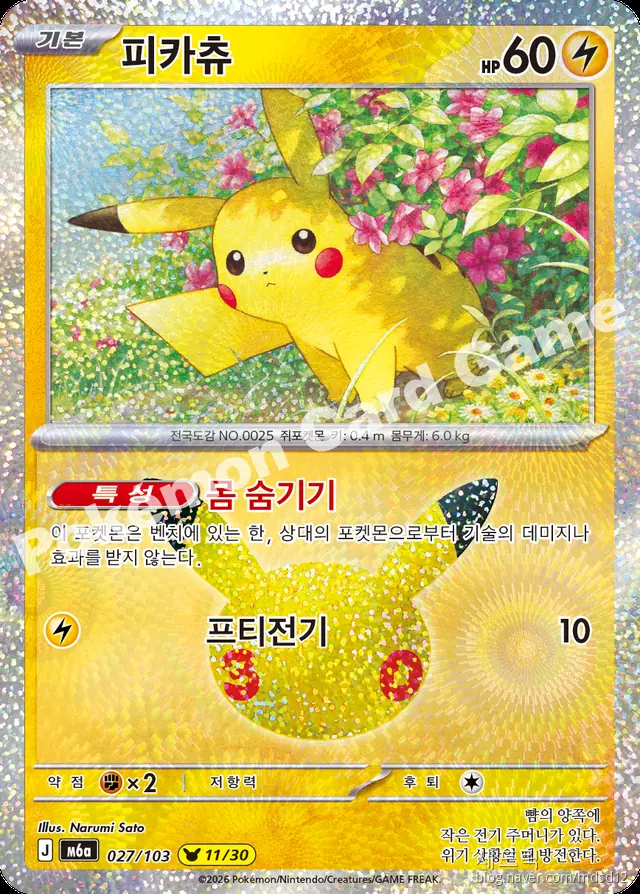 기본
피카츄
HP 60
전국도감 NO.0025 쥐포켓몬 키: 0.4 m 몸무게: 6.0 kg
특성 몸 숨기기
이 포켓몬은 벤치에 있는 한, 상대의 포켓몬으로부터 기술의 데미지나
효과를 받지 않는다.
프티전기 10
30
약점 ×2 저항력 후퇴
Illus. Narumi Sato
뺨의 양쪽에
작은 전기 주머니가 있다.
위기 상황일 때 방전한다.
J M6a 027/103 11/30
©2026 Pokémon/Nintendo/Creatures/GAME FREAK.
Pokémon Card Game